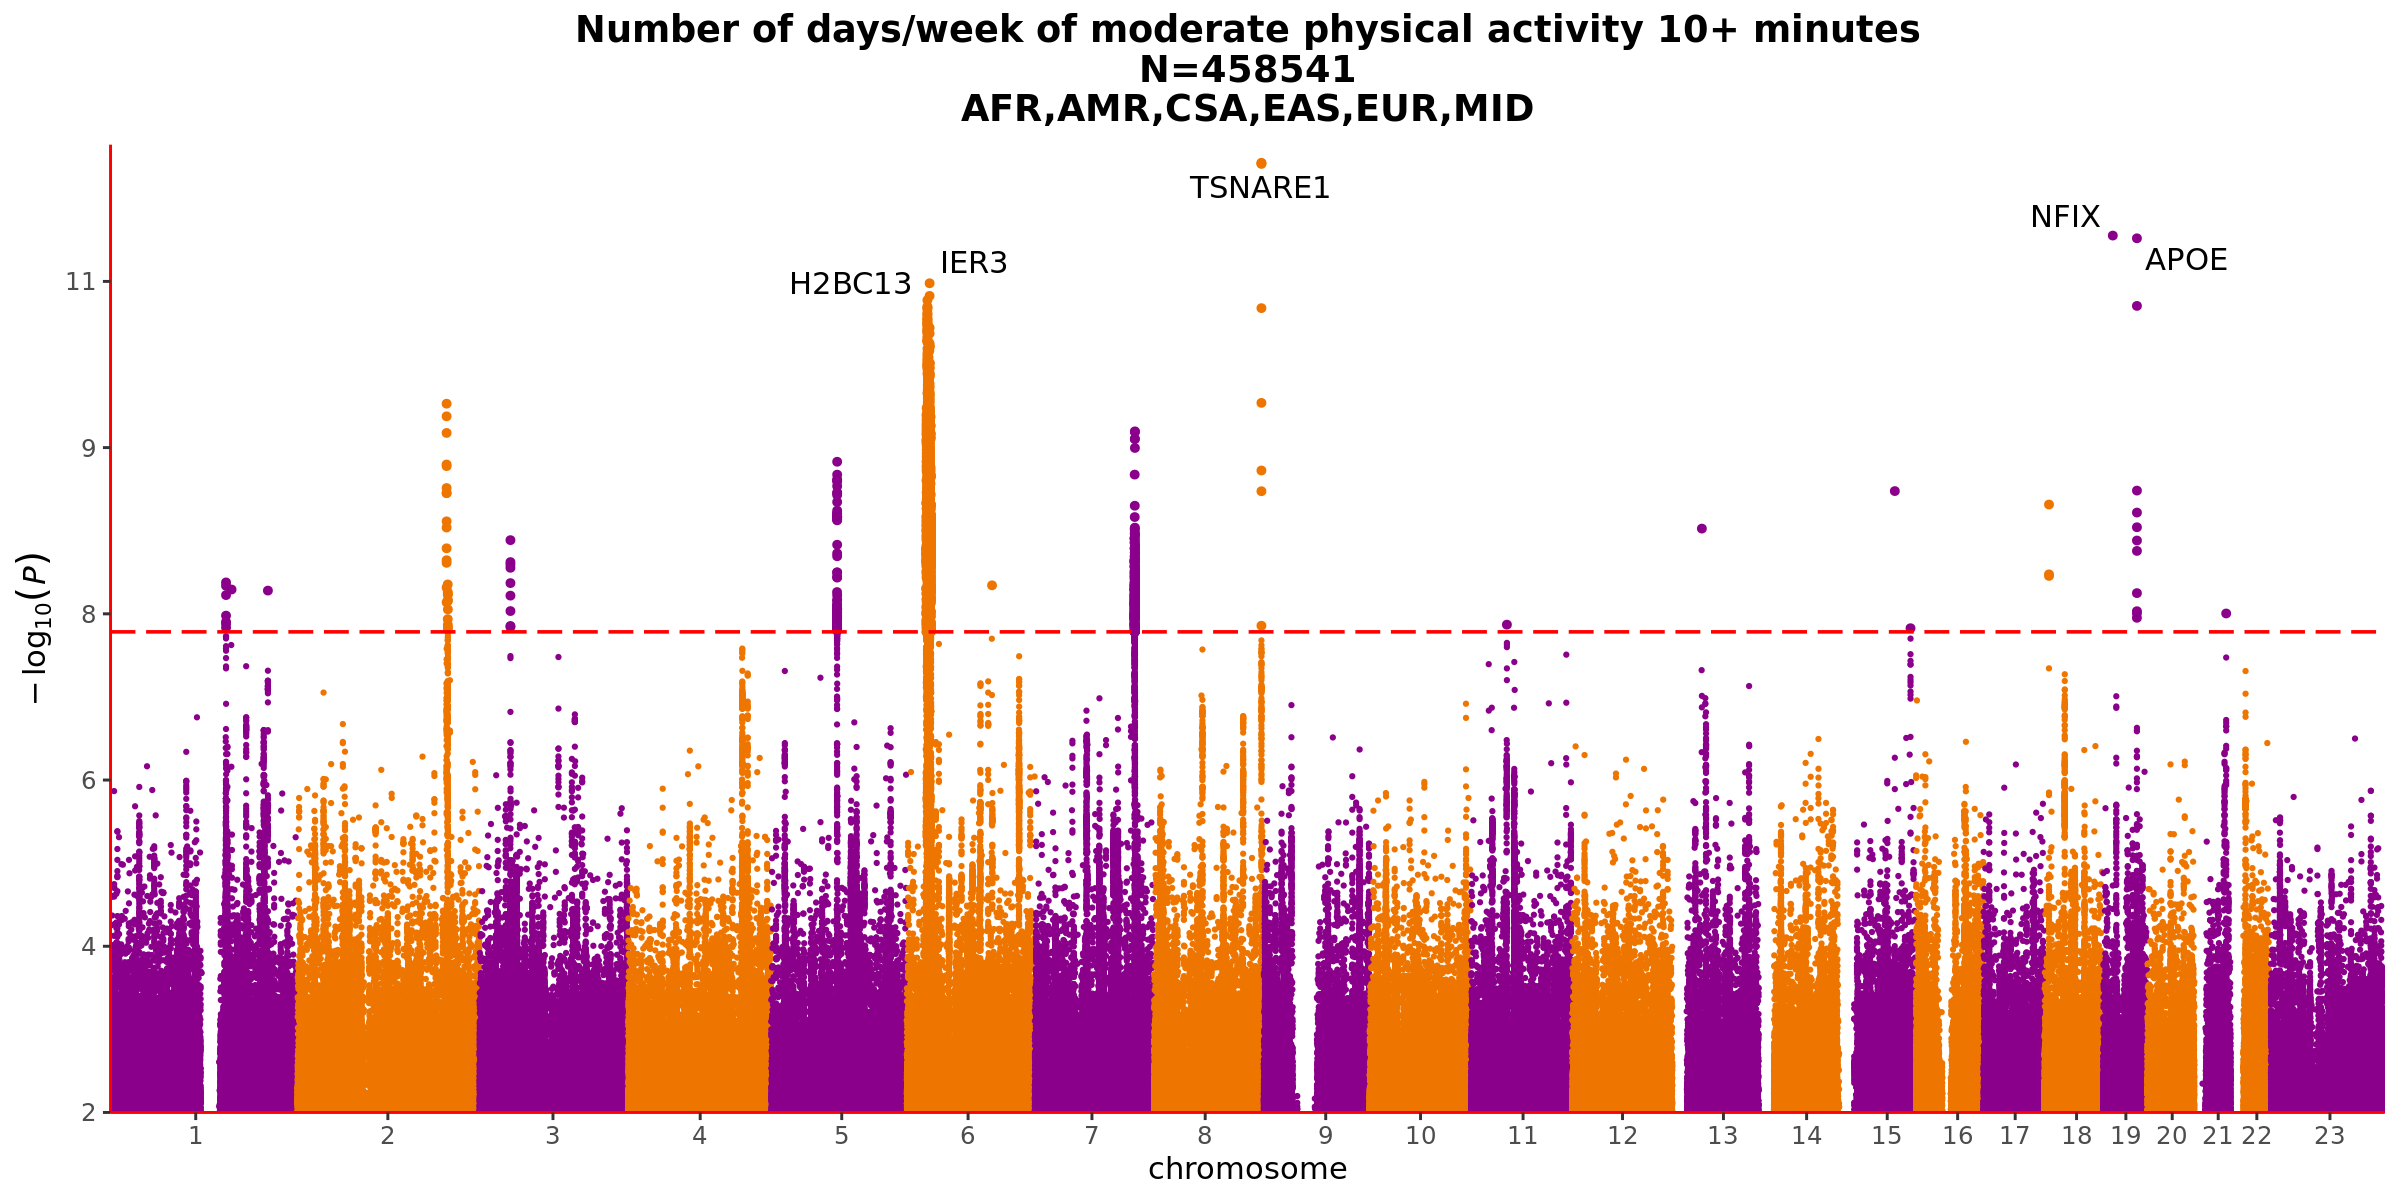 Number of days/week of moderate physical activity 10+ minutes
N=458541
AFR,AMR,CSA,EAS,EUR,MID
TSNARE1
NFIX
APOE
IER3
H2BC13
11
9
8
6
4
2
−log₁₀(P)
1 2 3 4 5 6 7 8 9 10 11 12 13 14 15 16 17 18 19 20 21 22 23
chromosome